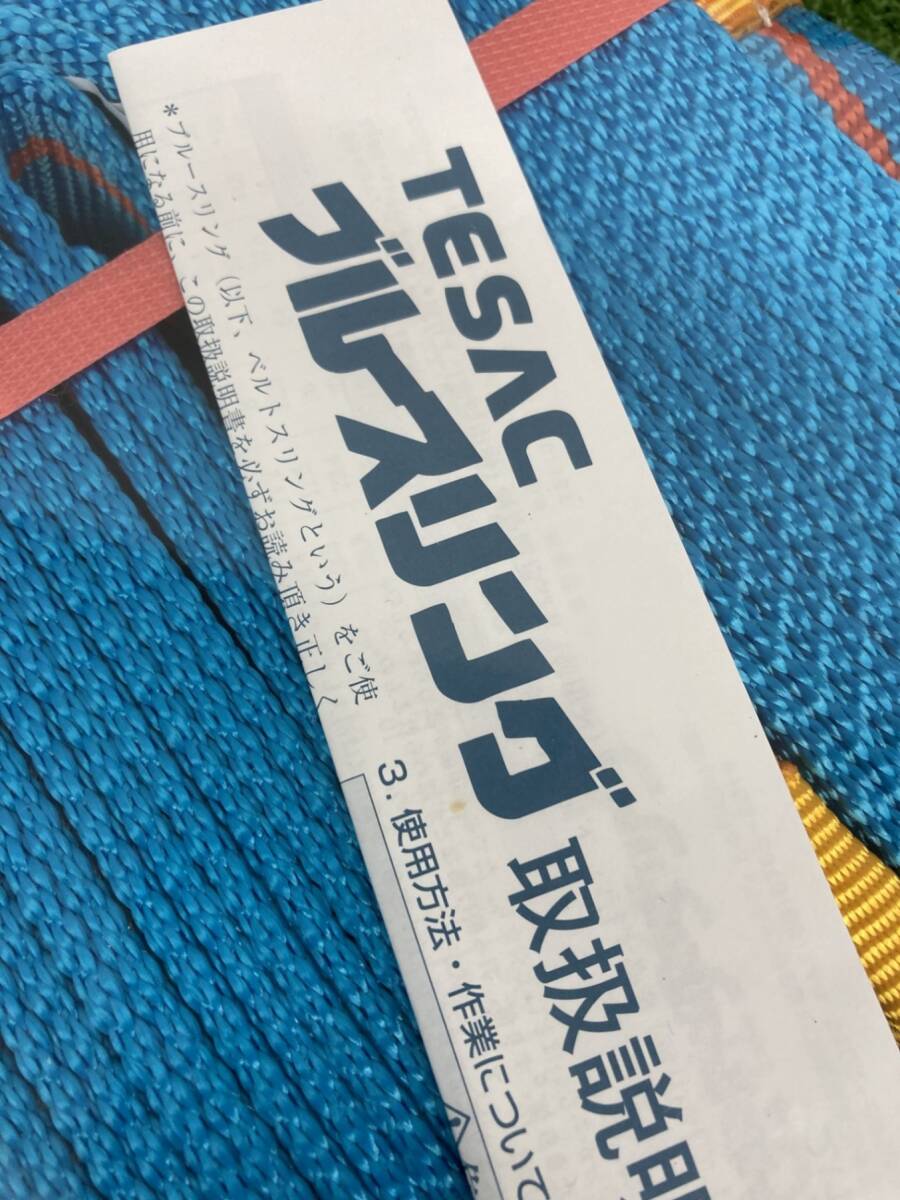 TESAC
ブルースリング 取扱説明
*ブルースリング（以下、ベルトスリングという）をご使
用になる前に、この取扱説明書を必ずお読み頂き正しく
3. 使用方法・作業について